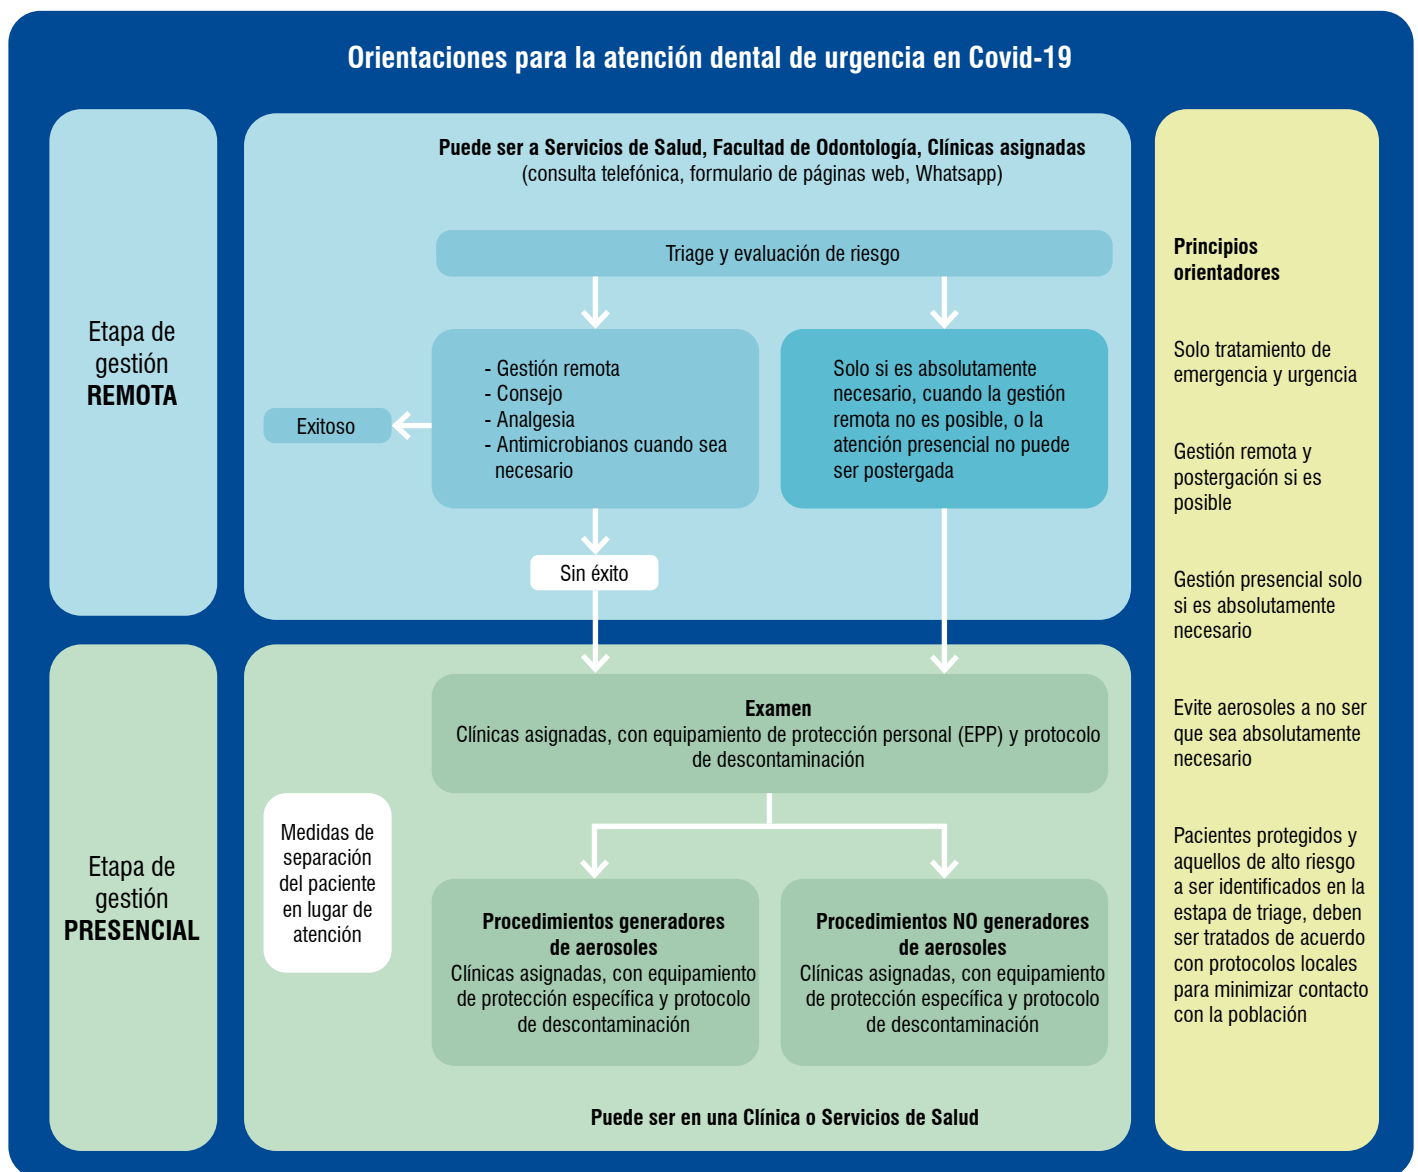 Orientaciones para la atención dental de urgencia en Covid-19
Etapa de
gestión
REMOTA
Puede ser a Servicios de Salud, Facultad de Odontología, Clínicas asignadas
(consulta telefónica, formulario de páginas web, Whatsapp)
Triage y evaluación de riesgo
- Gestión remota
- Consejo
- Analgesia
- Antimicrobianos cuando sea
necesario
Solo si es absolutamente
necesario, cuando la gestión
remota no es posible, o la
atención presencial no puede
ser postergada
Exitoso
Sin éxito
Etapa de
gestión
PRESENCIAL
Examen
Clínicas asignadas, con equipamiento de protección personal (EPP) y protocolo
de descontaminación
Medidas de
separación
del paciente
en lugar de
atención
Procedimientos generadores
de aerosoles
Clínicas asignadas, con equipamiento
de protección específica y protocolo
de descontaminación
Procedimientos NO generadores
de aerosoles
Clínicas asignadas, con equipamiento
de protección específica y protocolo
de descontaminación
Puede ser en una Clínica o Servicios de Salud
Principios
orientadores
Solo tratamiento de
emergencia y urgencia
Gestión remota y
postergación si es
posible
Gestión presencial solo
si es absolutamente
necesario
Evite aerosoles a no ser
que sea absolutamente
necesario
Pacientes protegidos y
aquellos de alto riesgo
a ser identificados en la
estapa de triage, deben
ser tratados de acuerdo
con protocolos locales
para minimizar contacto
con la población